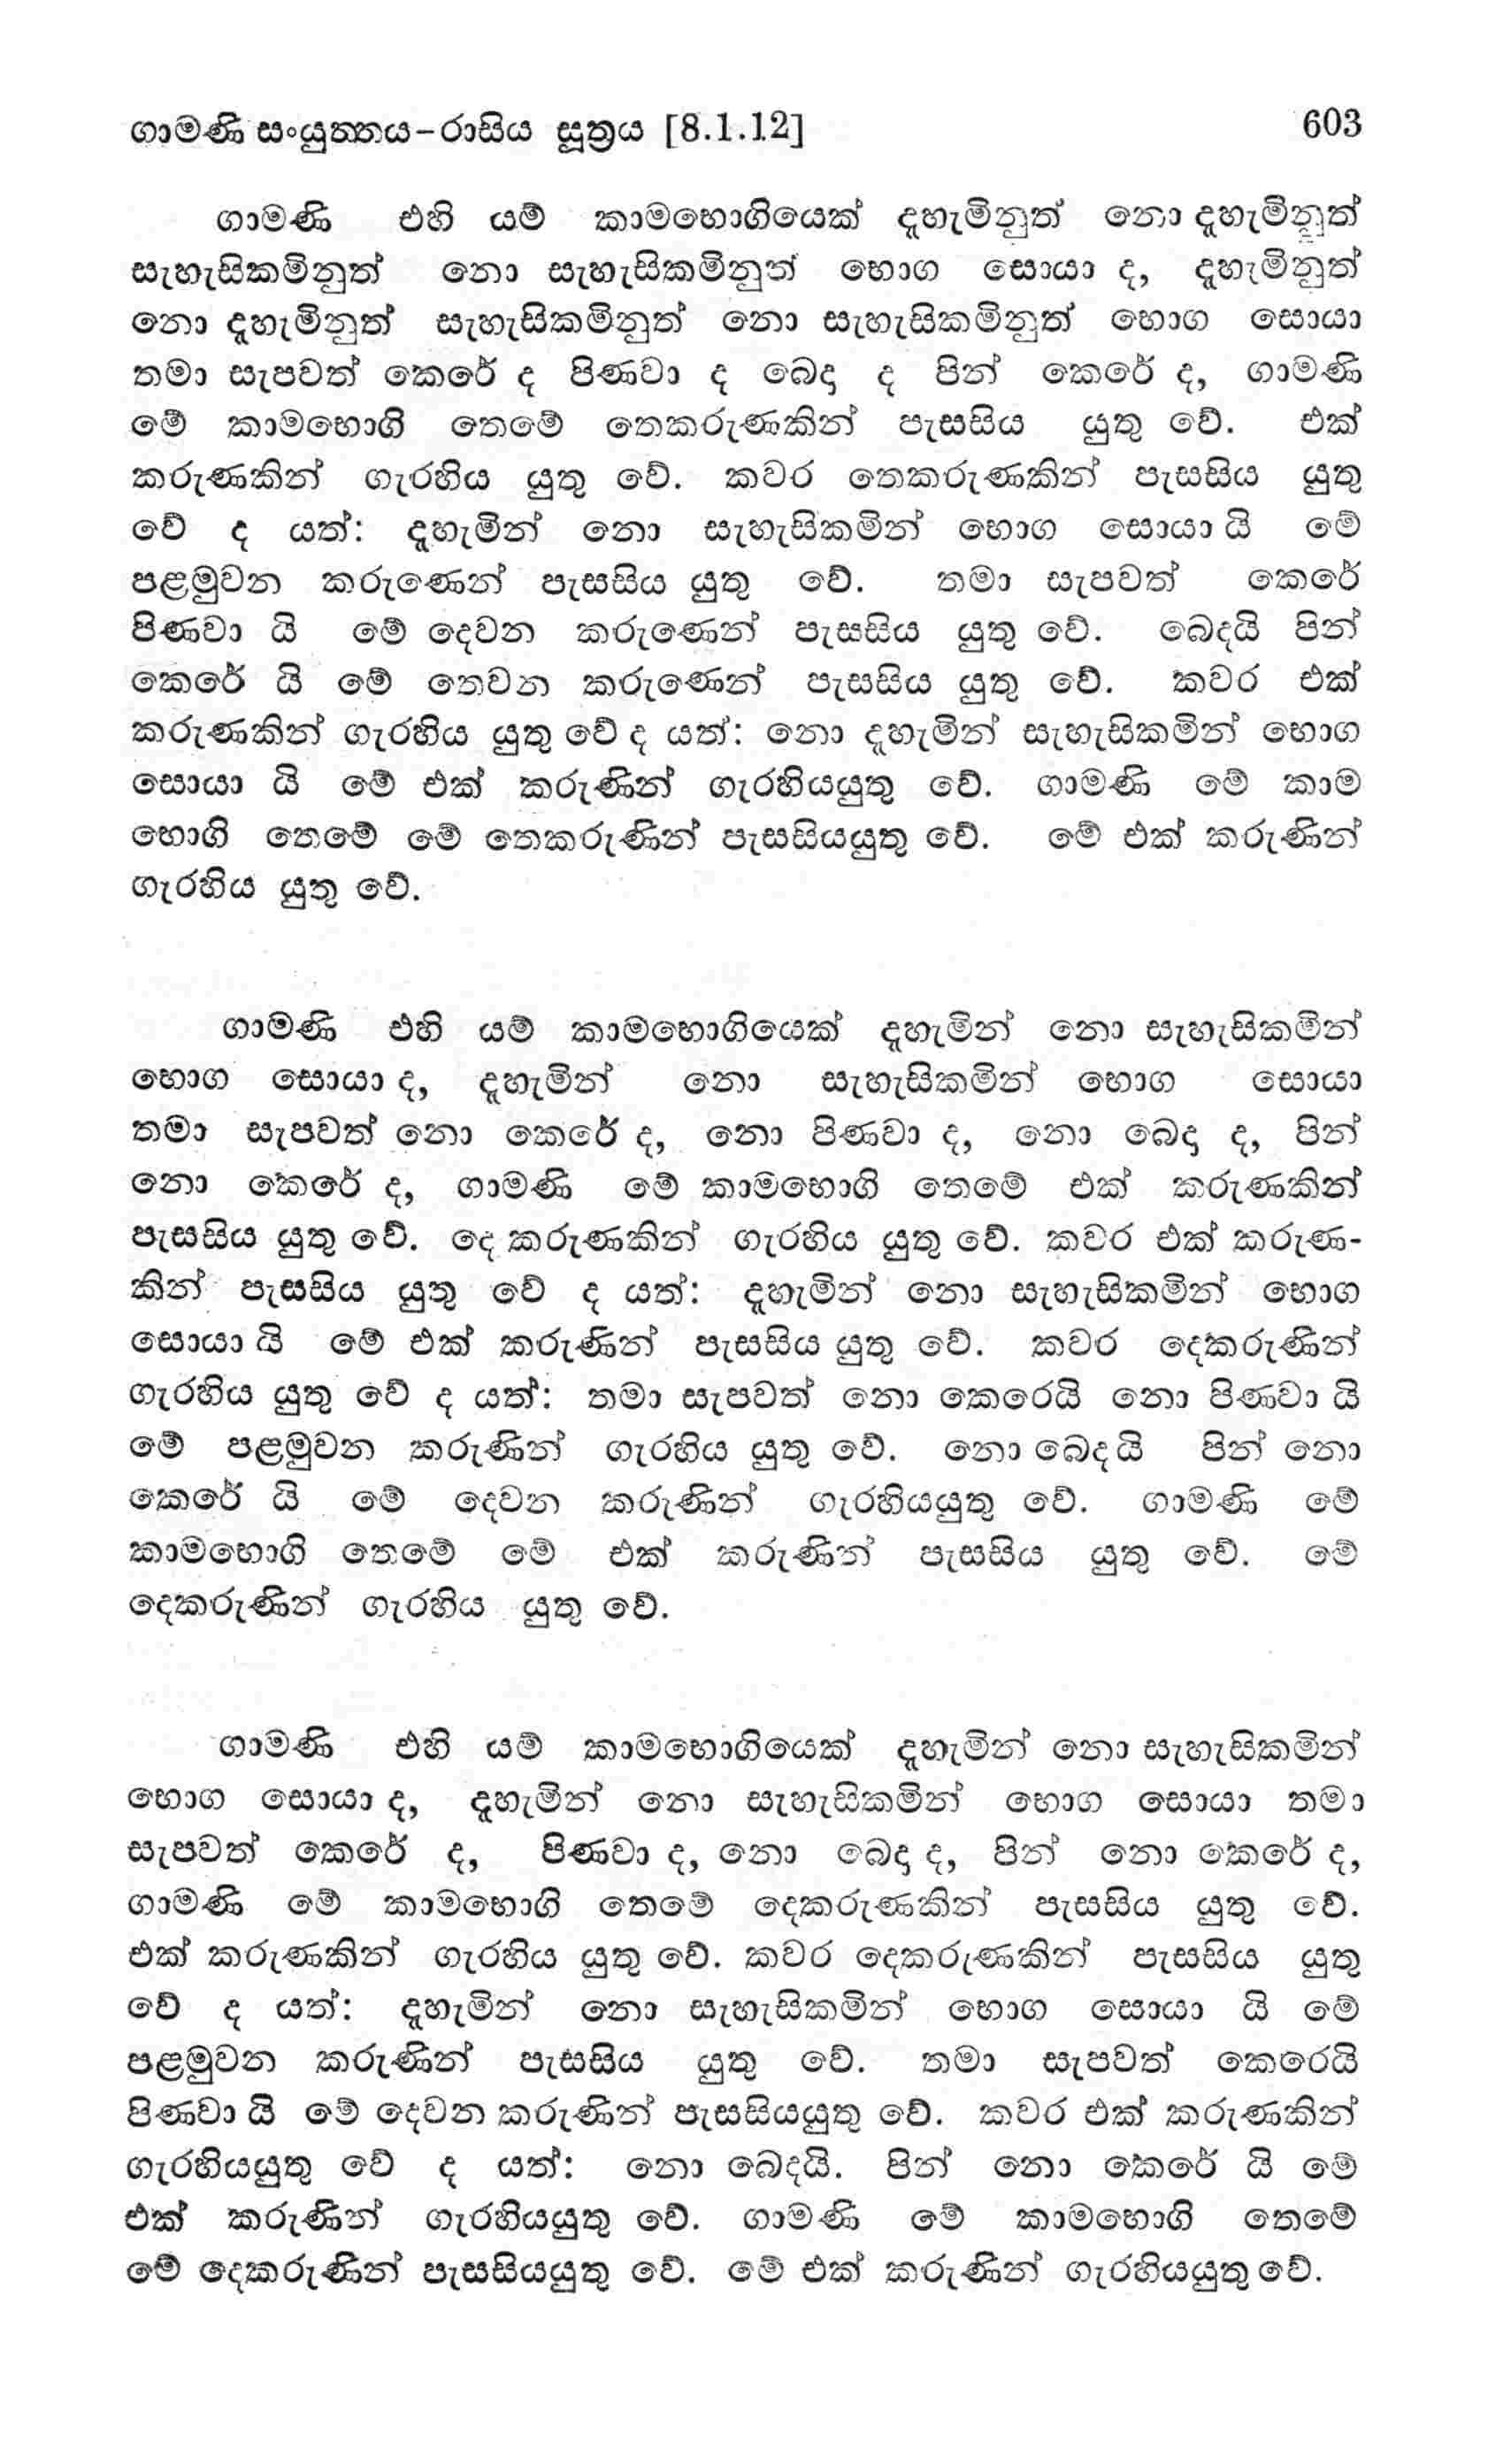 ගාමණි සංයුත්තය-රාසිය සූත්‍රය [8.1.12] 603
ගාමණි එහි යම් කාමභොගියෙක් දැහැමිනුත් නො දැහැමිනුත්
සැහැසිකමිනුත් නො සැහැසිකමිනුත් භොග සොයා ද, දැහැමිනුත්
නො දැහැමිනුත් සැහැසිකමිනුත් නො සැහැසිකමිනුත් භොග සොයා
තමා සැපවත් කෙරේ ද පිණවා ද බෙදා ද පින් කෙරේ ද, ගාමණි
මේ කාමභොගි තෙමේ තෙකරුණකින් පැසසිය යුතු වේ. එක්
කරුණකින් ගැරහිය යුතු වේ. කවර තෙකරුණකින් පැසසිය යුතු
වේ ද යත්: දැහැමින් නො සැහැසිකමින් භොග සොයා යි මේ
පළමුවන කරුණෙන් පැසසිය යුතු වේ. තමා සැපවත් කෙරේ
පිණවා යි මේ දෙවන කරුණෙන් පැසසිය යුතු වේ. බෙදයි පින්
කෙරේ යි මේ තෙවන කරුණෙන් පැසසිය යුතු වේ. කවර එක්
කරුණකින් ගැරහිය යුතු වේ ද යත්: නො දැහැමින් සැහැසිකමින් භොග
සොයා යි මේ එක් කරුණින් ගැරහියයුතු වේ. ගාමණි මේ කාම
භොගි තෙමේ මේ තෙකරුණින් පැසසියයුතු වේ. මේ එක් කරුණින්
ගැරහිය යුතු වේ.
ගාමණි එහි යම් කාමභොගියෙක් දැහැමින් නො සැහැසිකමින්
භොග සොයා ද, දැහැමින් නො සැහැසිකමින් භොග සොයා
තමා සැපවත් නො කෙරේ ද, නො පිණවා ද, නො බෙදා ද, පින්
නො කෙරේ ද, ගාමණි මේ කාමභොගි තෙමේ එක් කරුණකින්
පැසසිය යුතු වේ. දෙ කරුණකින් ගැරහිය යුතු වේ. කවර එක් කරුණ-
කින් පැසසිය යුතු වේ ද යත්: දැහැමින් නො සැහැසිකමින් භොග
සොයා යි මේ එක් කරුණින් පැසසිය යුතු වේ. කවර දෙකරුණින්
ගැරහිය යුතු වේ ද යත්: තමා සැපවත් නො කෙරෙයි නො පිණවා යි
මේ පළමුවන කරුණින් ගැරහිය යුතු වේ. නො බෙදයි පින් නො
කෙරේ යි මේ දෙවන කරුණින් ගැරහියයුතු වේ. ගාමණි මේ
කාමභොගි තෙමේ මේ එක් කරුණින් පැසසිය යුතු වේ. මේ
දෙකරුණින් ගැරහිය යුතු වේ.
ගාමණි එහි යම් කාමභොගියෙක් දැහැමින් නො සැහැසිකමින්
භොග සොයා ද, දැහැමින් නො සැහැසිකමින් භොග සොයා තමා
සැපවත් කෙරේ ද, පිණවා ද, නො බෙදා ද, පින් නො කෙරේ ද,
ගාමණි මේ කාමභොගි තෙමේ දෙකරුණකින් පැසසිය යුතු වේ.
එක් කරුණකින් ගැරහිය යුතු වේ. කවර දෙකරුණකින් පැසසිය යුතු
වේ ද යත්: දැහැමින් නො සැහැසිකමින් භොග සොයා යි මේ
පළමුවන කරුණින් පැසසිය යුතු වේ. තමා සැපවත් කෙරෙයි
පිණවා යි මේ දෙවන කරුණින් පැසසියයුතු වේ. කවර එක් කරුණකින්
ගැරහියයුතු වේ ද යත්: නො බෙදයි. පින් නො කෙරේ යි මේ
එක් කරුණින් ගැරහියයුතු වේ. ගාමණි මේ කාමභොගි තෙමේ
මේ දෙකරුණින් පැසසියයුතු වේ. මේ එක් කරුණින් ගැරහියයුතු වේ.